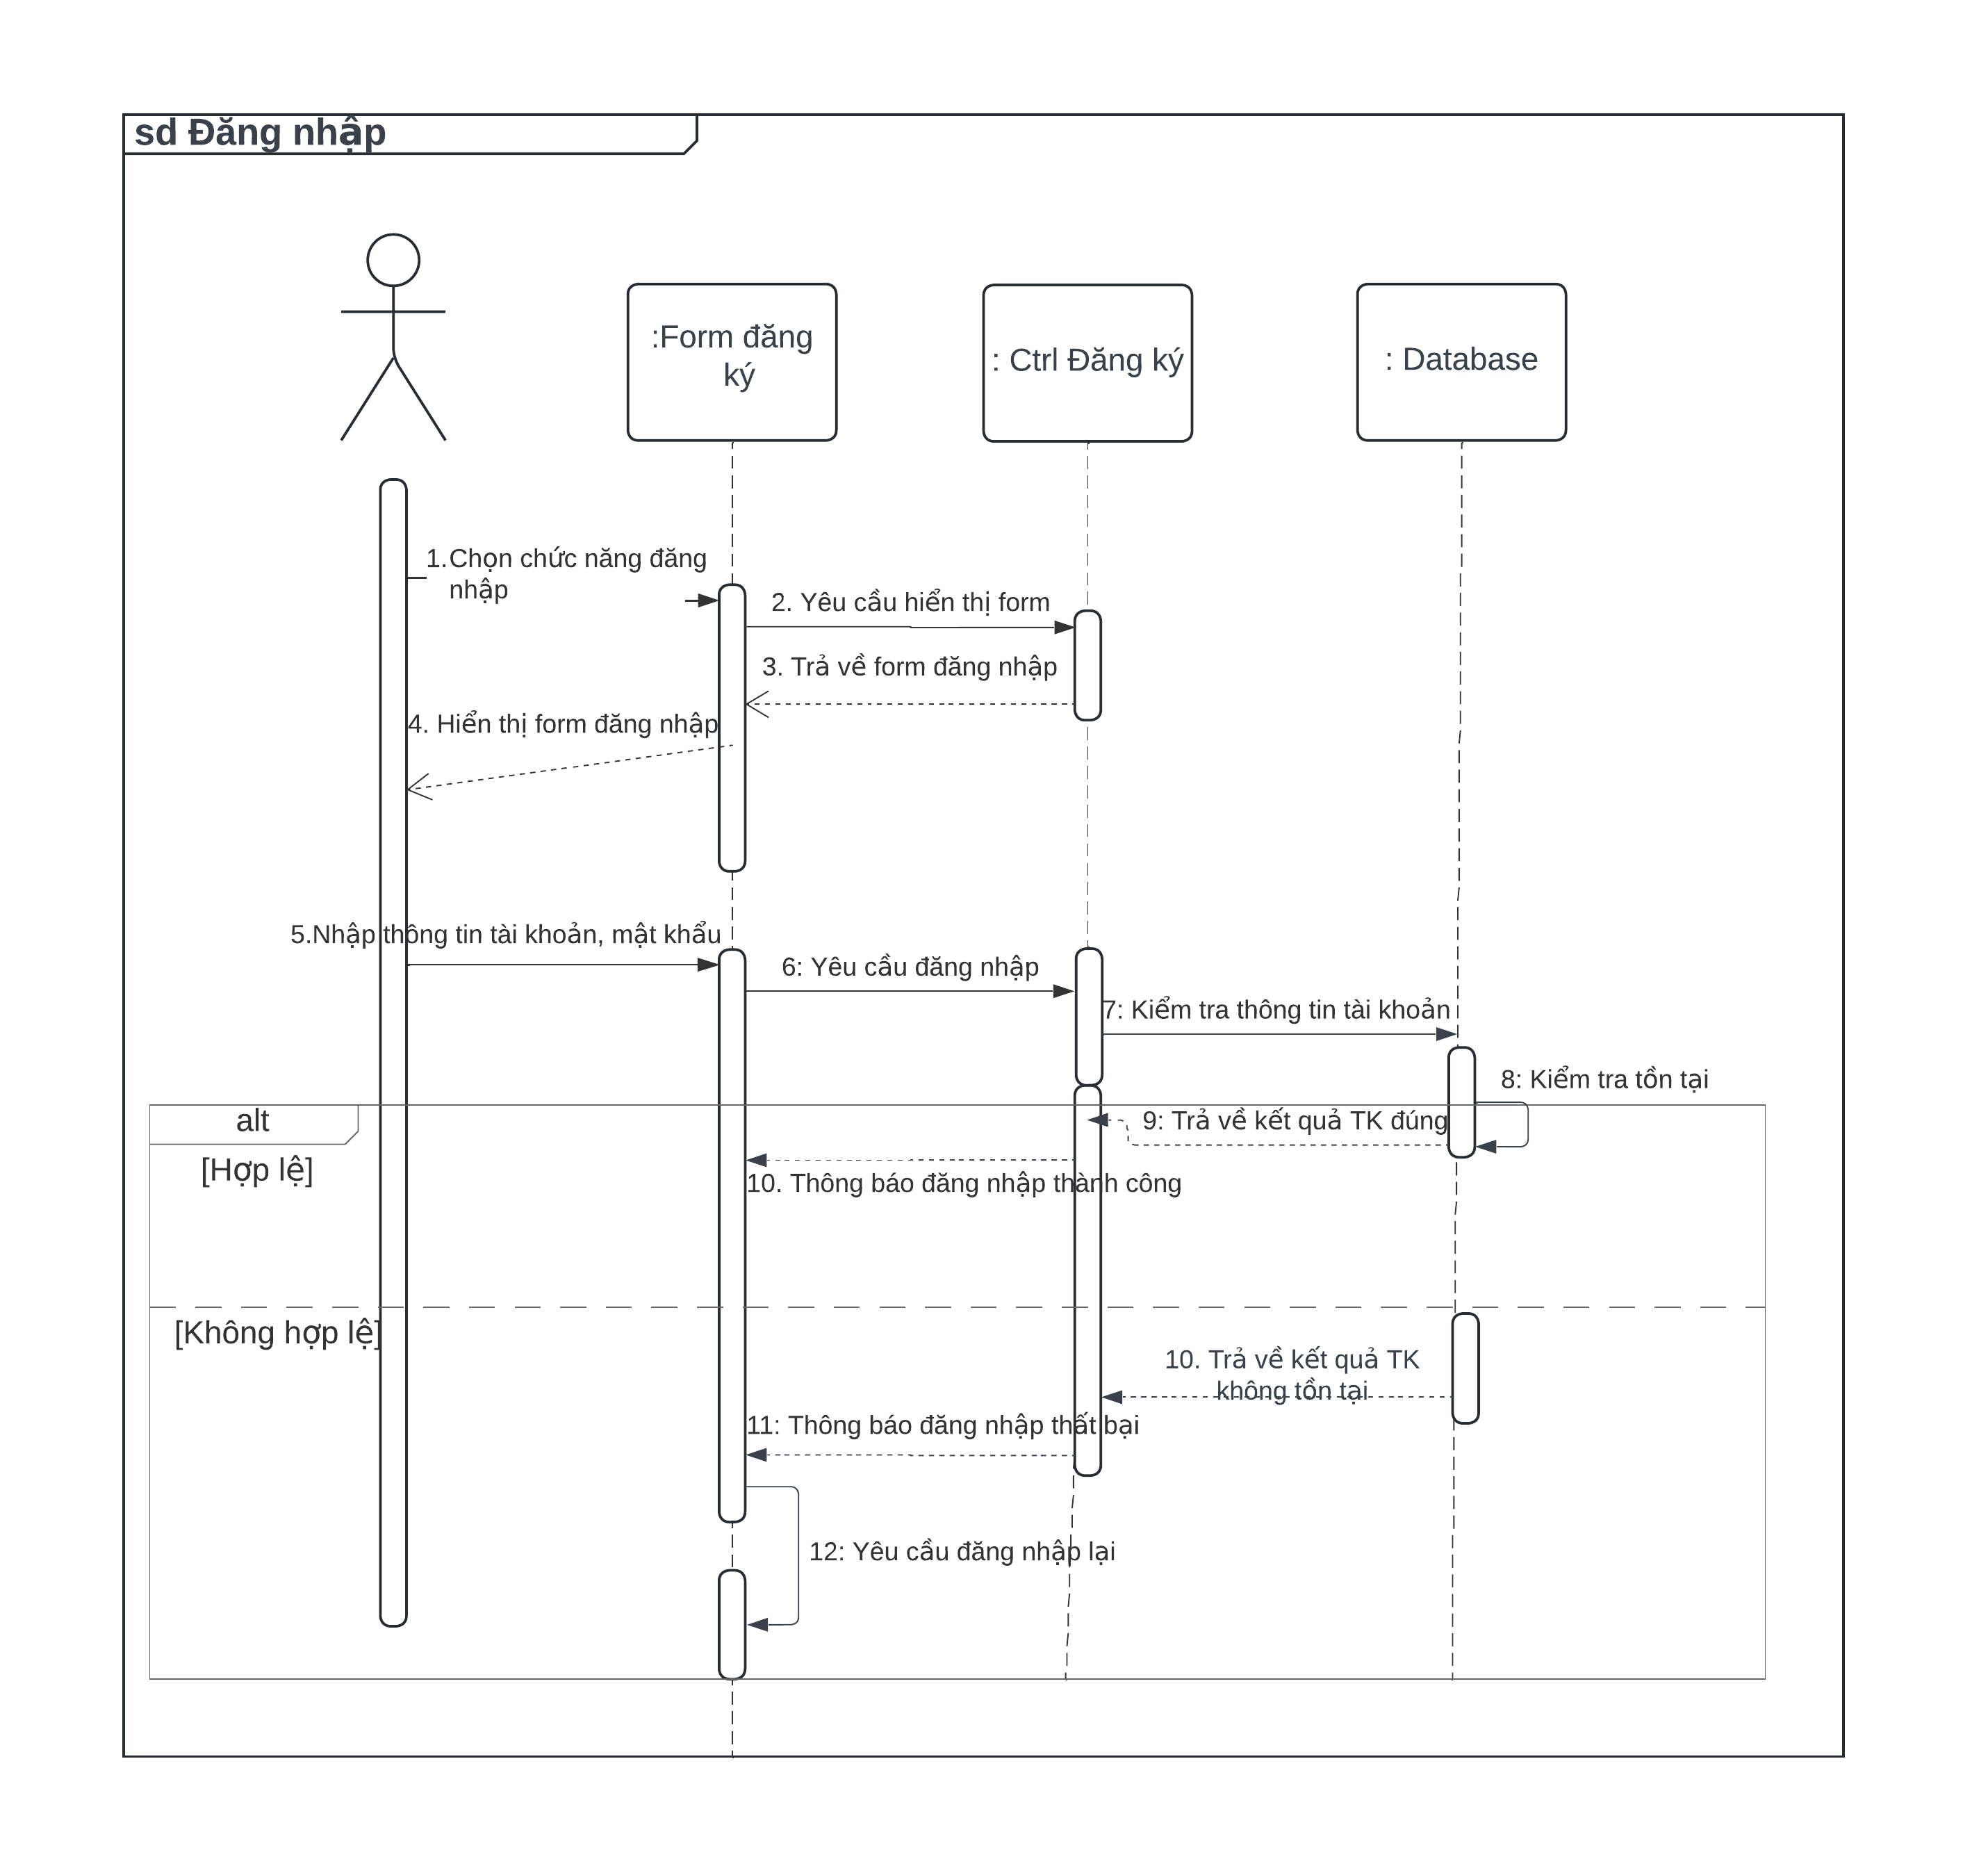 sd Đăng nhập
:Form đăng
ký
: Ctrl Đăng ký
: Database
1.Chọn chức năng đăng
nhập
2. Yêu cầu hiển thị form
3. Trả về form đăng nhập
4. Hiển thị form đăng nhập
5.Nhập thông tin tài khoản, mật khẩu
6: Yêu cầu đăng nhập
7: Kiểm tra thông tin tài khoản
8: Kiểm tra tồn tại
alt
9: Trả về kết quả TK đúng
[Hợp lệ]
10. Thông báo đăng nhập thành công
[Không hợp lệ]
10. Trả về kết quả TK
không tồn tại
11: Thông báo đăng nhập thất bại
12: Yêu cầu đăng nhập lại